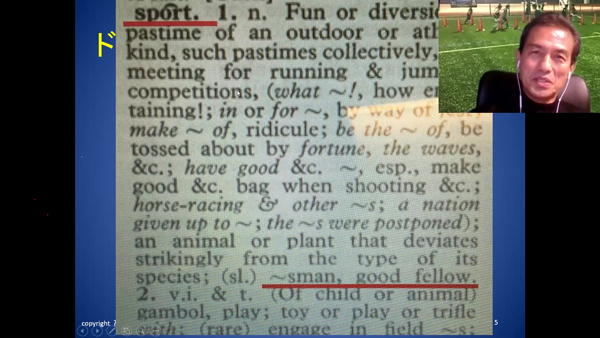 sport. 1. n. Fun or
pastime of an outdoor or
kind, such pastimes collectively,
meeting for running &
competitions, (what ~!, how
taining!; in or for ~, by way of
make ~ of, ridicule; be the ~ of, be
tossed about by fortune, the waves,
&c.; have good &c. ~, esp., make
good &c. bag when shooting &c.;
horse-racing & other ~s; a nation
given up to ~; the ~s were postponed);
an animal or plant that deviates
strikingly from the type of its
species; (sl.) ~sman, good fellow.
2. v.i. & t. (Of child or animal)
gambol, play; toy or play or trifle
with; (rare) engage in field ~s;
ド
copyright
5